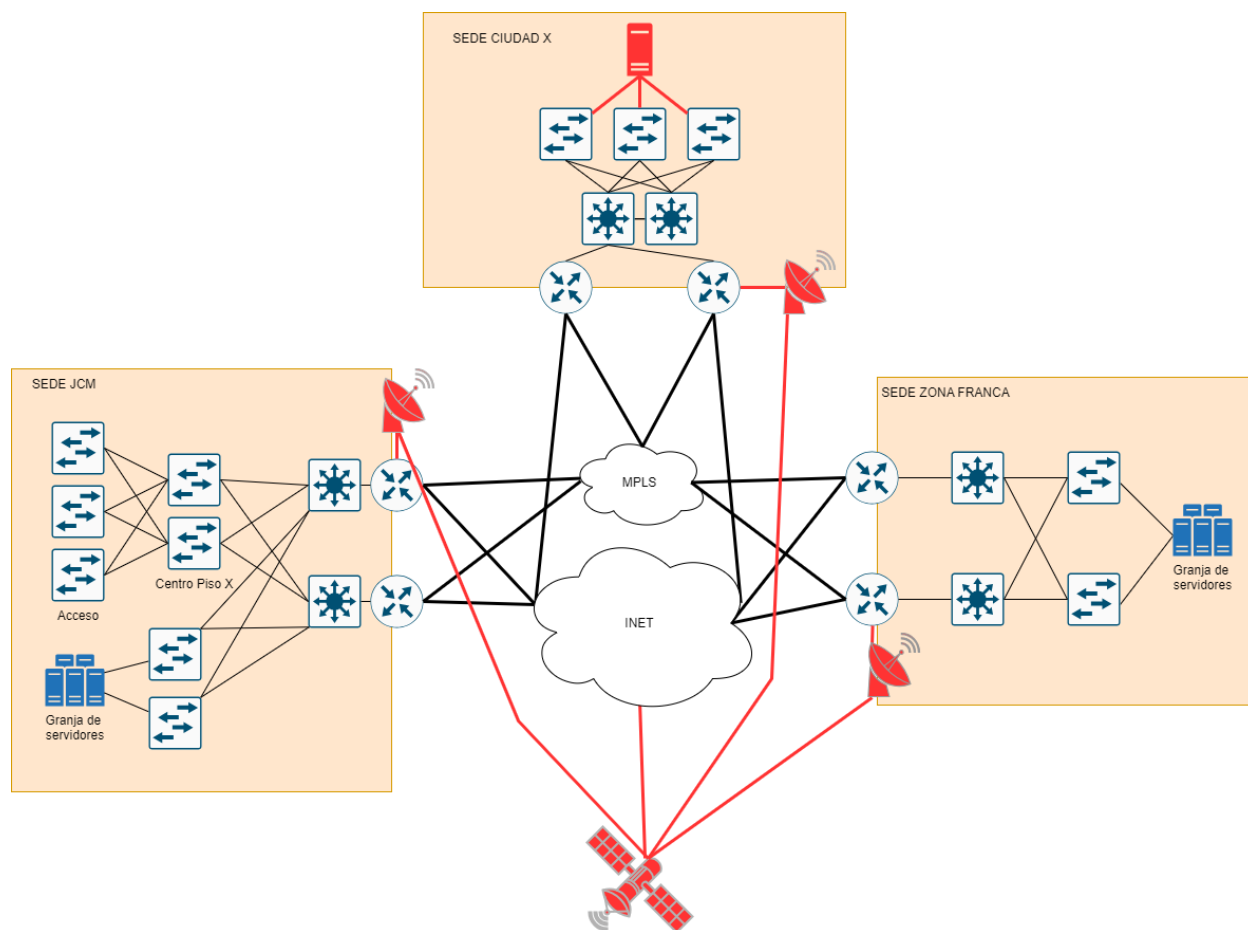 SEDE CIUDAD X
SEDE JCM
SEDE ZONA FRANCA
MPLS
Centro Piso X
Acceso
INET
Granja de
servidores
Granja de
servidores